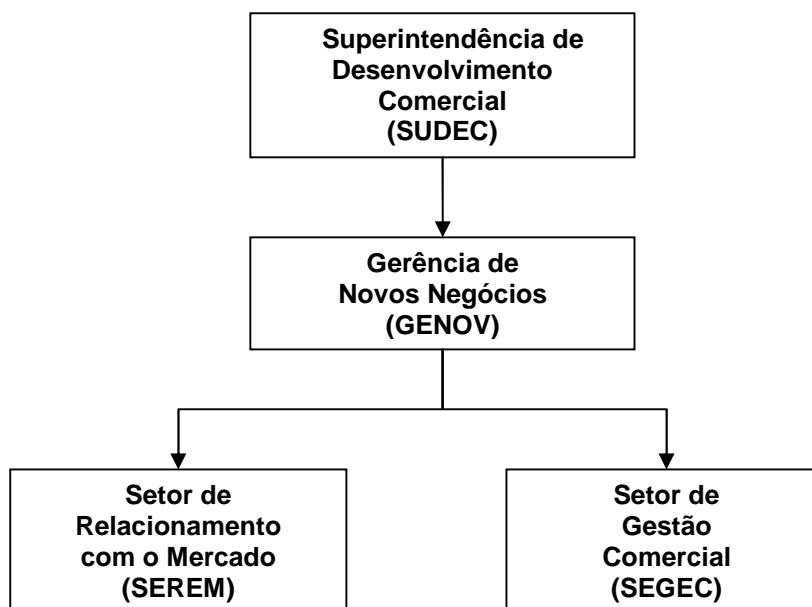 Superintendência de
Desenvolvimento
Comercial
(SUDEC)
Gerência de
Novos Negócios
(GENOV)
Setor de
Relacionamento
com o Mercado
(SEREM)
Setor de
Gestão
Comercial
(SEGEC)